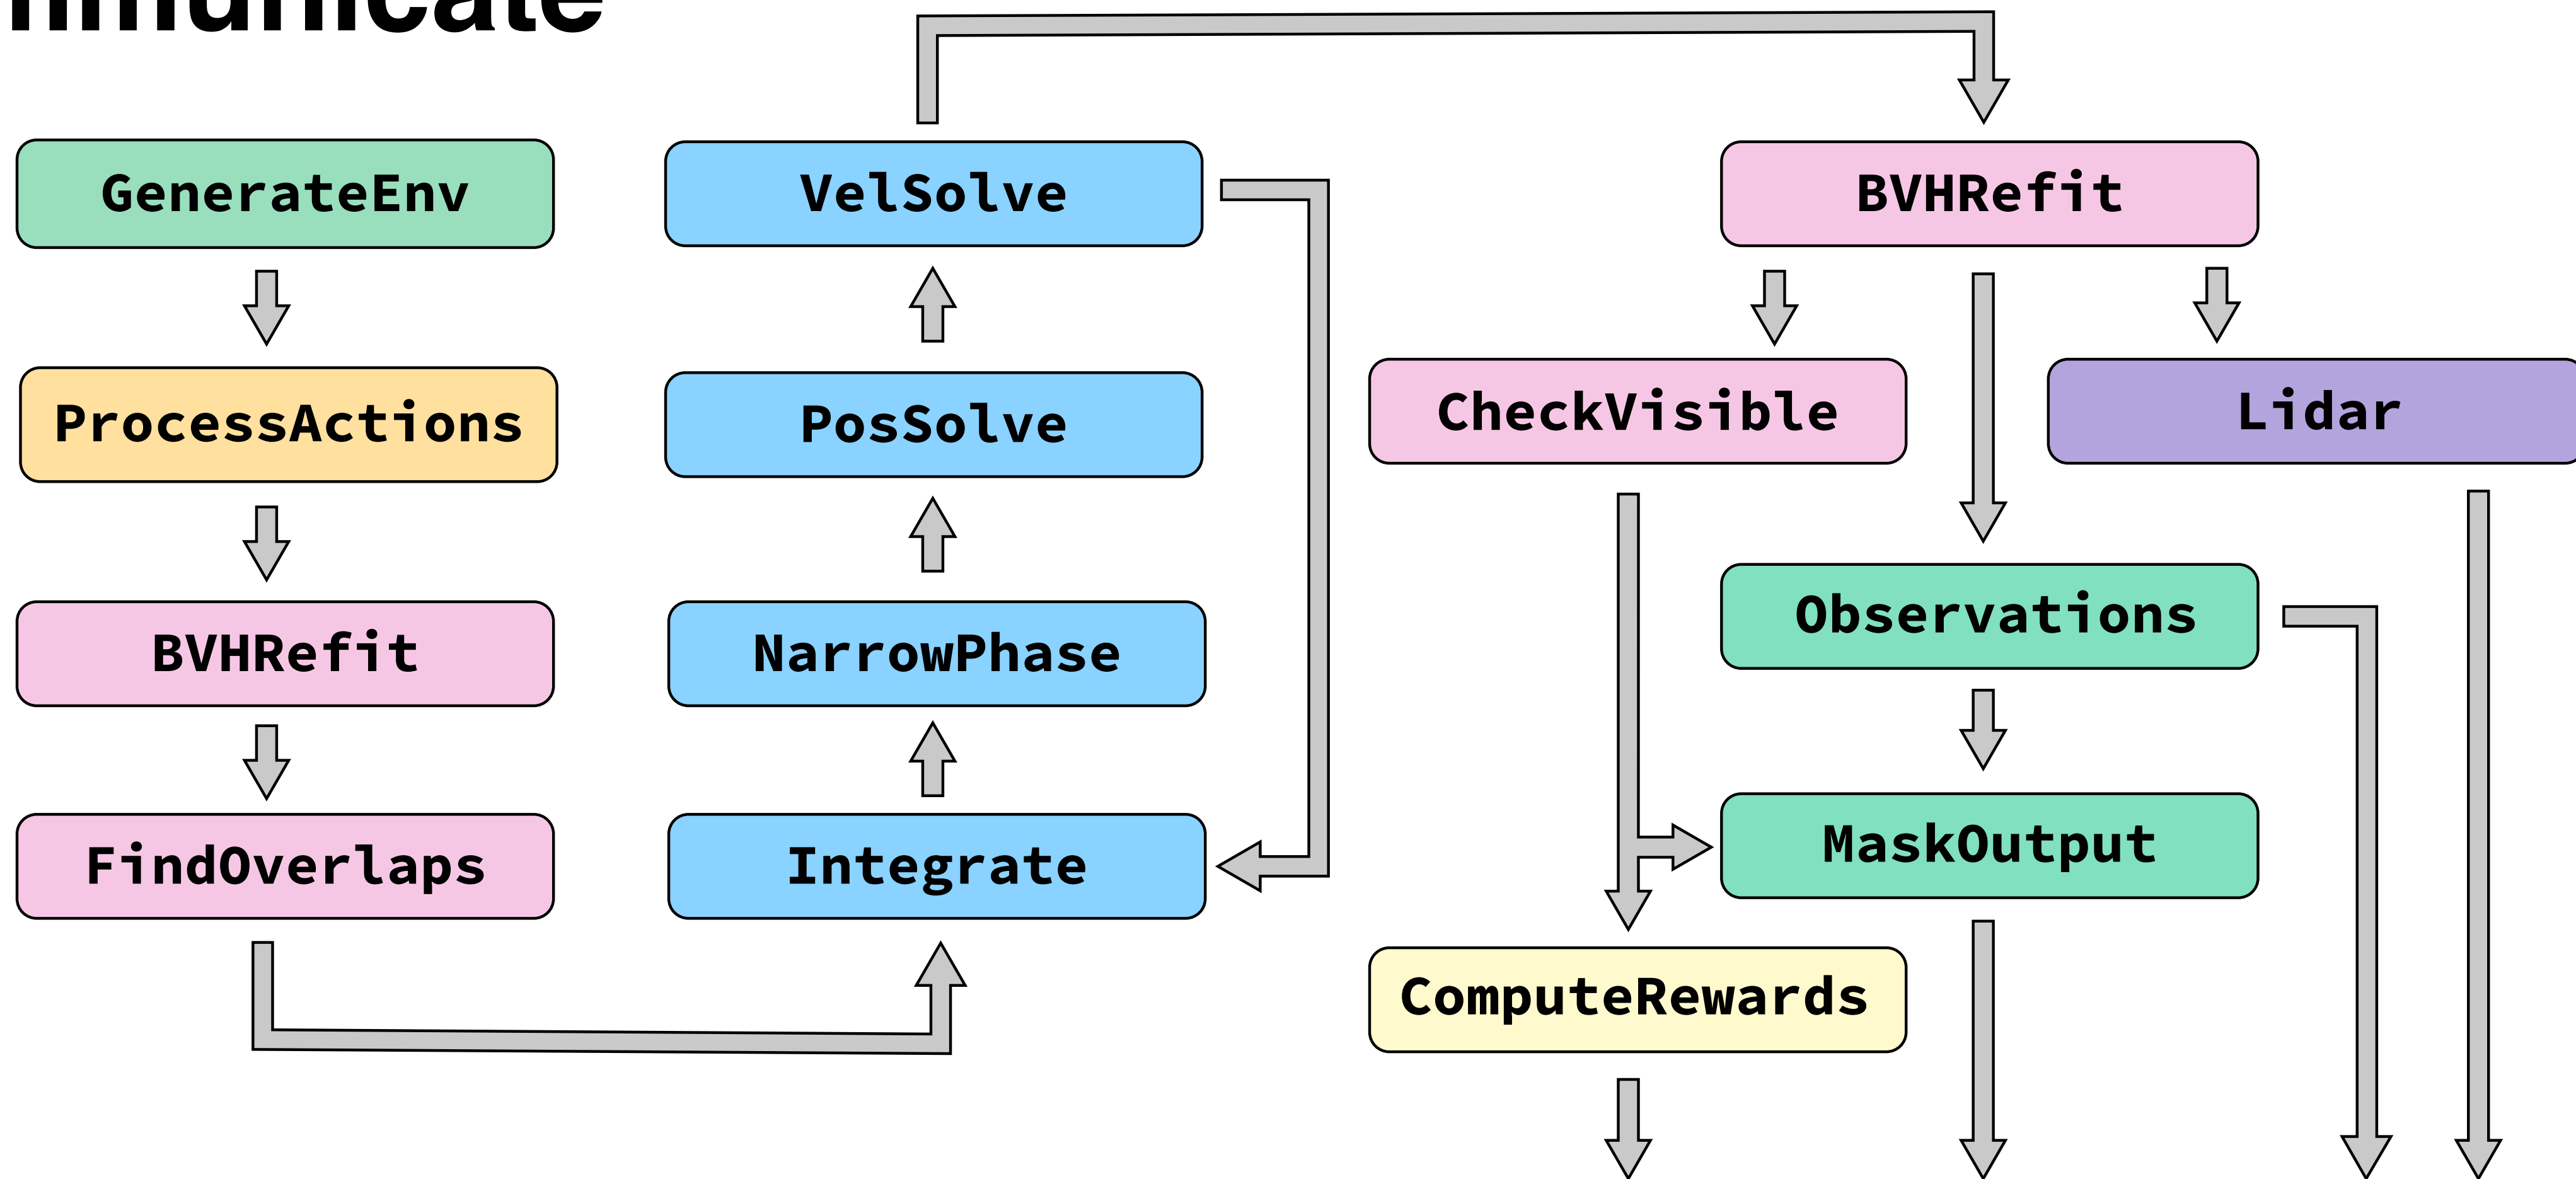 GenerateEnv
ProcessActions
BVHRefit
FindOverlaps
VelSolve
PosSolve
NarrowPhase
Integrate
BVHRefit
CheckVisible
Lidar
Observations
MaskOutput
ComputeRewards